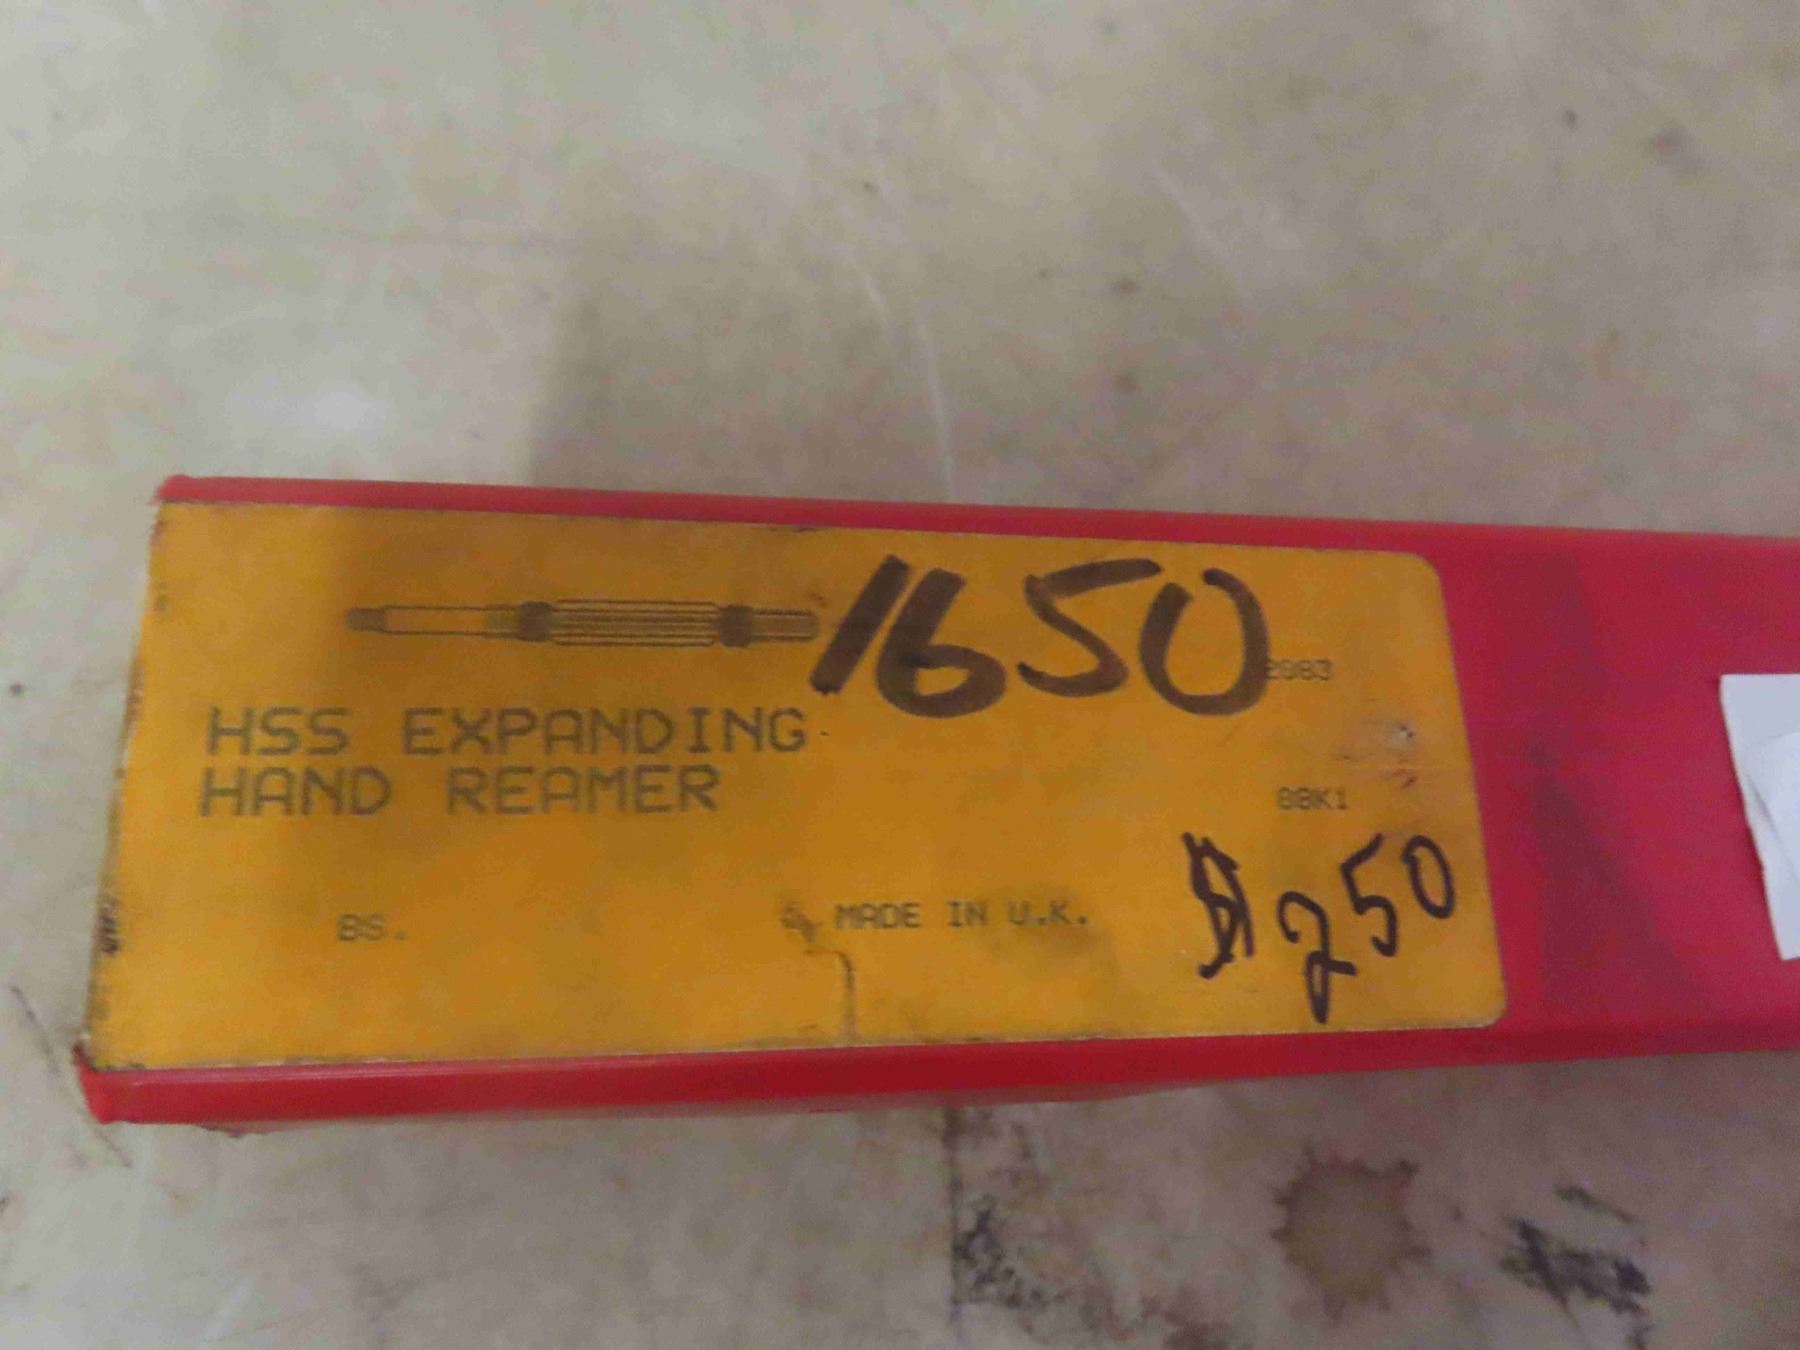 1650
2083
HSS EXPANDING
HAND REAMER
88K1
$250
BS.
MADE IN U.K.